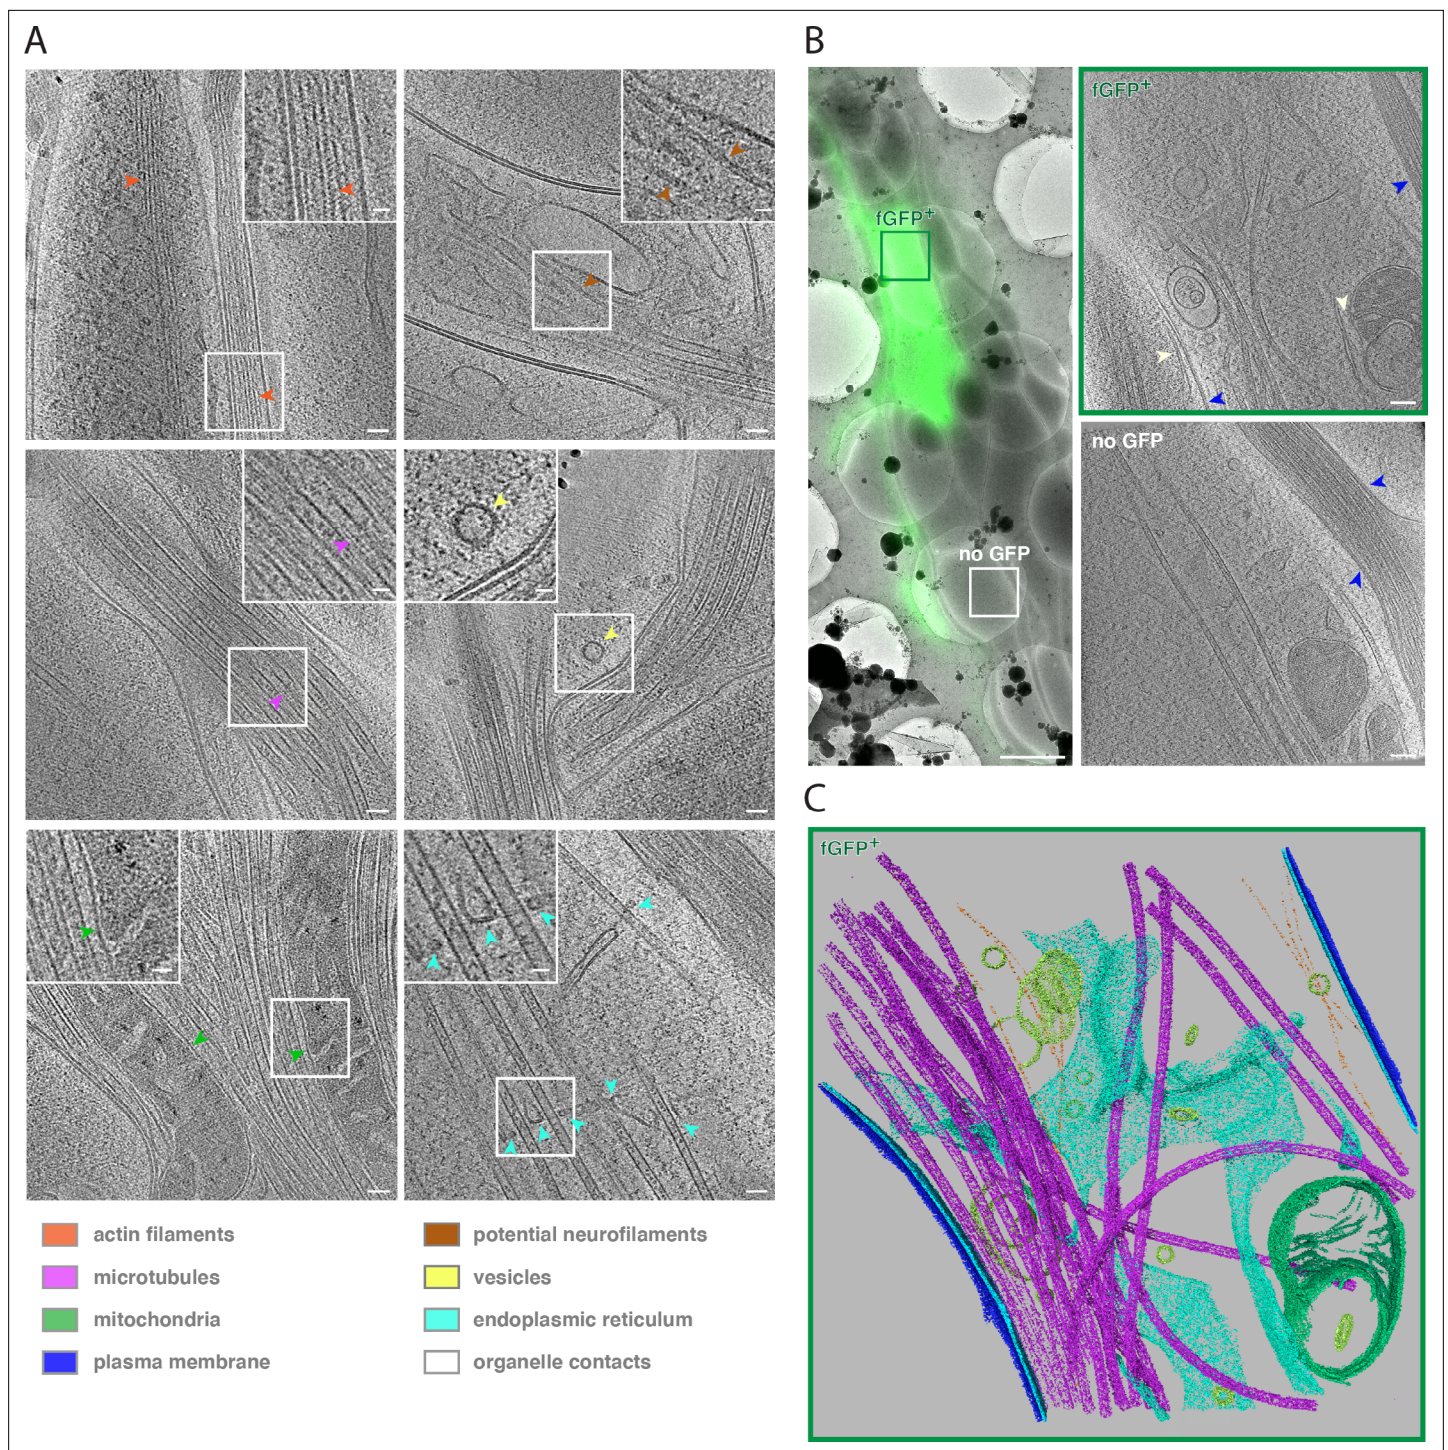 A
B
fGFP+
fGFP+
no GFP
no GFP
C
fGFP+
actin filaments
potential neurofilaments
microtubules
vesicles
mitochondria
endoplasmic reticulum
plasma membrane
organelle contacts